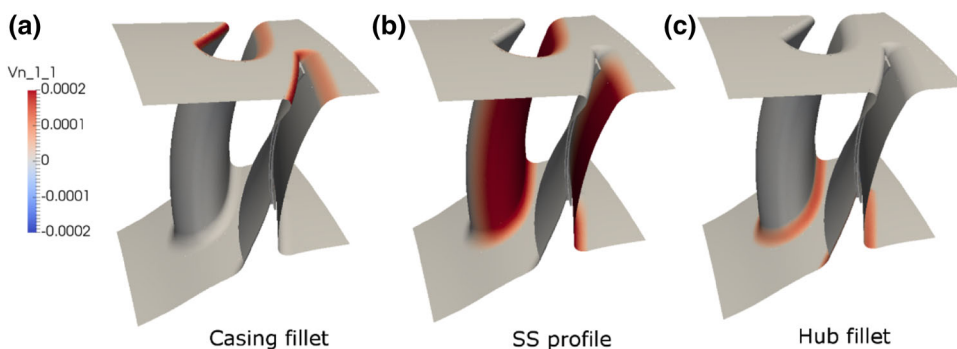 (a)
(b)
(c)
Vn_1_1
0.0002
0.0001
0
-0.0001
-0.0002
Casing fillet
SS profile
Hub fillet